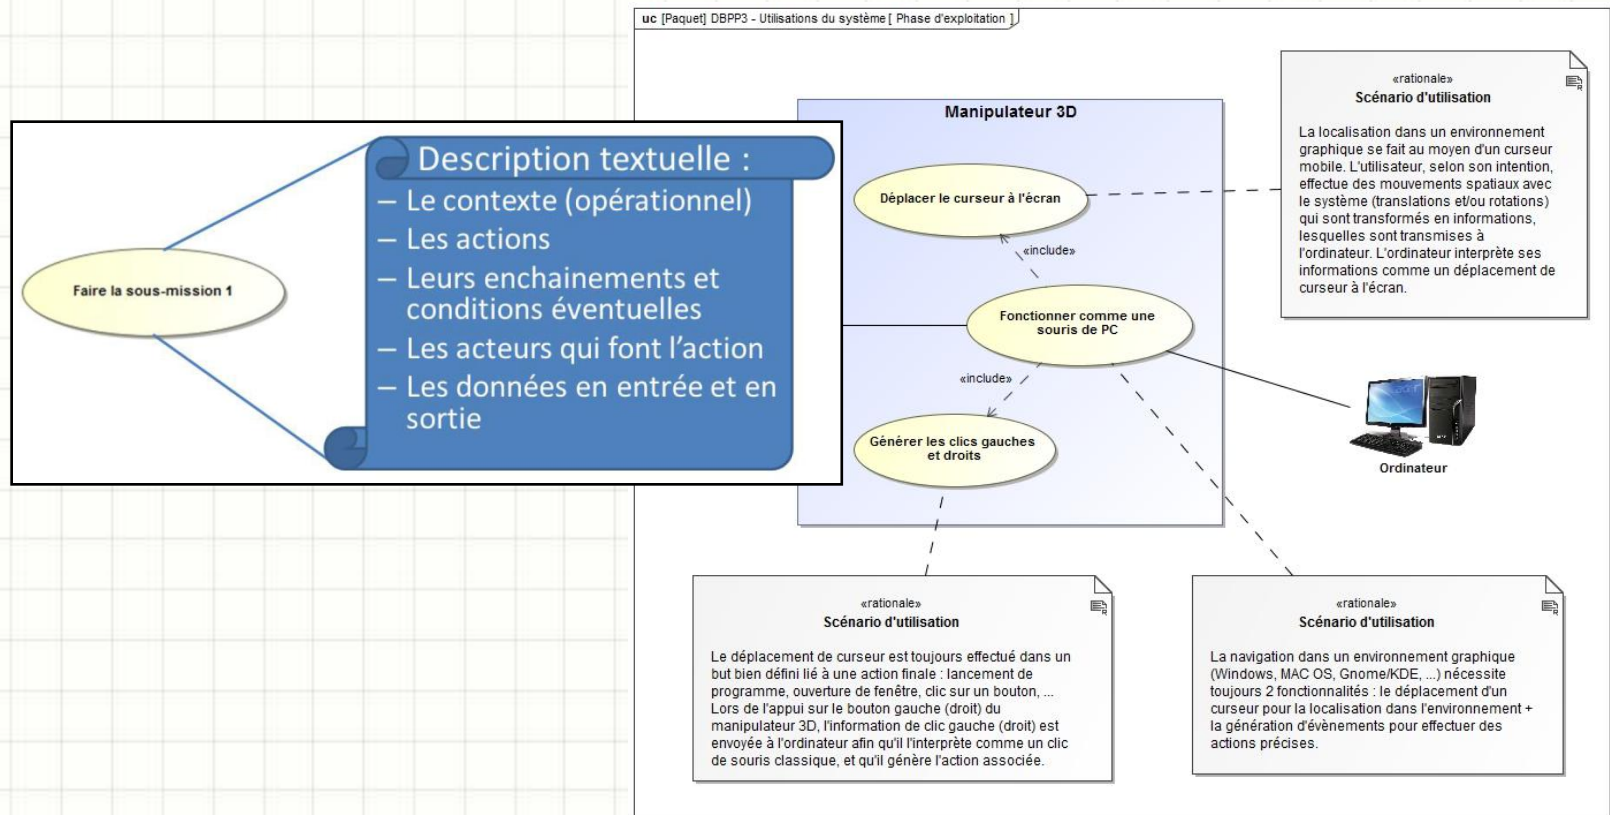 uc [Paquet] DBPP3 - Utilisations du système [ Phase d'exploitation ]
Description textuelle :
– Le contexte (opérationnel)
– Les actions
– Leurs enchainements et
conditions éventuelles
– Les acteurs qui font l’action
– Les données en entrée et en
sortie
Faire la sous-mission 1
Manipulateur 3D
Déplacer le curseur à l'écran
«include»
Fonctionner comme une
souris de PC
«include»
Générer les clics gauches
et droits
«rationale»
Scénario d'utilisation
La localisation dans un environnement
graphique se fait au moyen d'un curseur
mobile. L'utilisateur, selon son intention,
effectue des mouvements spatiaux avec
le système (translations et/ou rotations)
qui sont transformés en informations,
lesquelles sont transmises à
l'ordinateur. L'ordinateur interprète ses
informations comme un déplacement de
curseur à l'écran.
Ordinateur
«rationale»
Scénario d'utilisation
Le déplacement de curseur est toujours effectué dans un
but bien défini lié à une action finale : lancement de
programme, ouverture de fenêtre, clic sur un bouton, ...
Lors de l'appui sur le bouton gauche (droit) du
manipulateur 3D, l'information de clic gauche (droit) est
envoyée à l'ordinateur afin qu'il l'interprète comme un clic
de souris classique, et qu'il génère l'action associée.
«rationale»
Scénario d'utilisation
La navigation dans un environnement graphique
(Windows, MAC OS, Gnome/KDE, ...) nécessite
toujours 2 fonctionnalités : le déplacement d'un
curseur pour la localisation dans l'environnement +
la génération d'évènements pour effectuer des
actions précises.